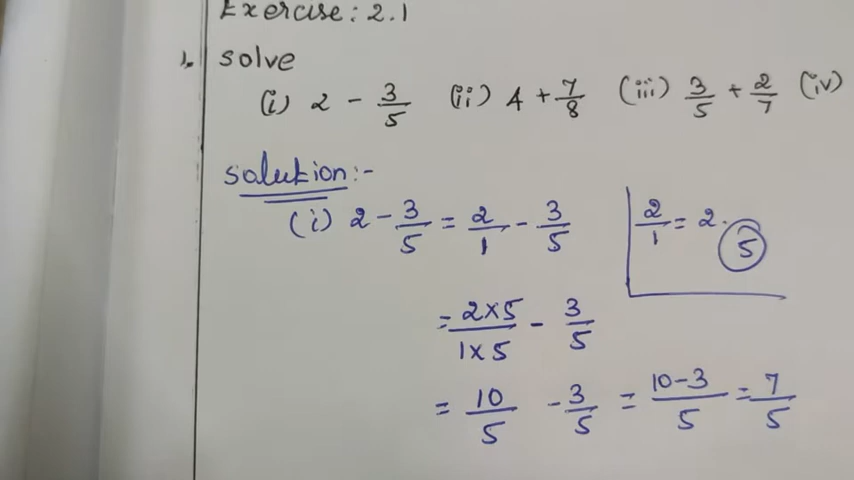 Exercise: 2.1
1. solve
(i) 2 - 3/5 (ii) 4 + 7/8 (iii) 3/5 + 2/7 (iv)
solution:-
(i) 2 - 3/5 = 2/1 - 3/5
2/1 = 2.
5
= 2×5/1×5 - 3/5
= 10/5 - 3/5 = 10-3/5 = 7/5